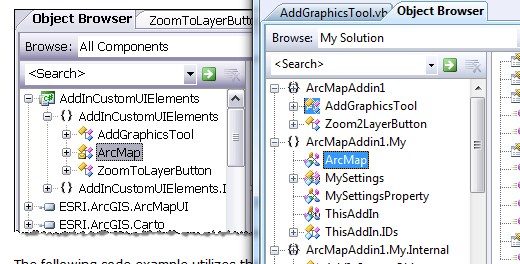 Object Browser
ZoomToLayerButt
Browse: All Components
<Search>
AddInCustomUIElements
{} AddInCustomUIElements
AddGraphicsTool
ArcMap
ZoomToLayerButton
{} AddInCustomUIElements.I
ESRI.ArcGIS.ArcMapUI
ESRI.ArcGIS.Carto
The following code example utilizes th
AddGraphicsTool.vb
Object Browser
Browse: My Solution
<Search>
{} ArcMapAddin1
AddGraphicsTool
Zoom2LayerButton
{} ArcMapAddin1.My
ArcMap
MySettings
MySettingsProperty
ThisAddIn
ThisAddIn.IDs
{} ArcMapAddin1.My.Internal